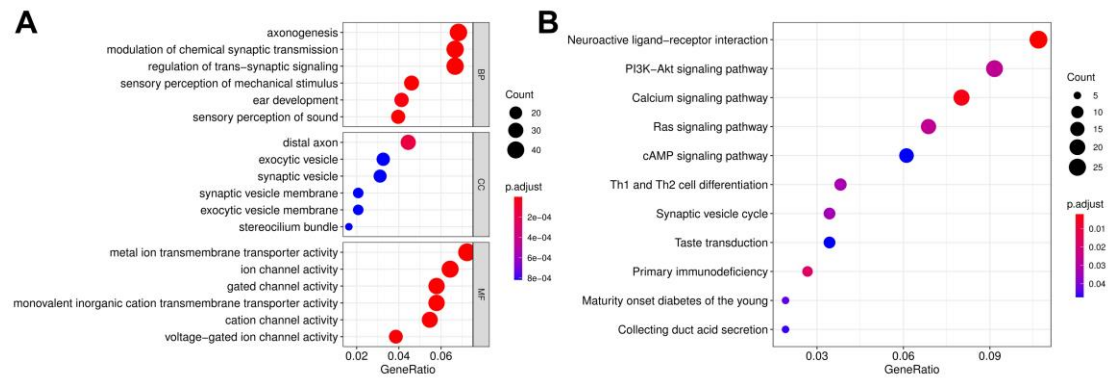 A
axonogenesis
modulation of chemical synaptic transmission
regulation of trans−synaptic signaling
sensory perception of mechanical stimulus
ear development
sensory perception of sound
BP
distal axon
exocytic vesicle
synaptic vesicle
synaptic vesicle membrane
exocytic vesicle membrane
stereocilium bundle
CC
metal ion transmembrane transporter activity
ion channel activity
gated channel activity
monovalent inorganic cation transmembrane transporter activity
cation channel activity
voltage−gated ion channel activity
MF
0.02 0.04 0.06
GeneRatio
Count
20
30
40
p.adjust
2e−04
4e−04
6e−04
8e−04
B
Neuroactive ligand−receptor interaction
PI3K−Akt signaling pathway
Calcium signaling pathway
Ras signaling pathway
cAMP signaling pathway
Th1 and Th2 cell differentiation
Synaptic vesicle cycle
Taste transduction
Primary immunodeficiency
Maturity onset diabetes of the young
Collecting duct acid secretion
0.03 0.06 0.09
GeneRatio
Count
5
10
15
20
25
p.adjust
0.01
0.02
0.03
0.04